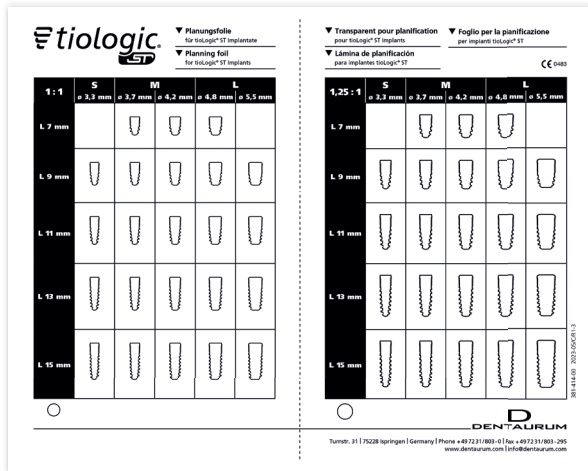 tiologic®
ST
▼ Planungsfolie
für tioLogic® ST Implantate
▼ Planning foil
for tioLogic® ST Implants
▼ Transparent pour planification
pour tioLogic® ST Implants
▼ Lámina de planificación
para implantes tioLogic® ST
▼ Foglio per la pianificazione
per impianti tioLogic® ST
CE 0483
1 : 1
S M L
ø 3,3 mm ø 3,7 mm ø 4,2 mm ø 4,8 mm ø 5,5 mm
L 7 mm
L 9 mm
L 11 mm
L 13 mm
L 15 mm
1,25 : 1
S M L
ø 3,3 mm ø 3,7 mm ø 4,2 mm ø 4,8 mm ø 5,5 mm
L 7 mm
L 9 mm
L 11 mm
L 13 mm
L 15 mm
381-414-00 2023-05/C/R1-3
D
DENTAURUM
Turnstr. 31 | 75228 Ispringen | Germany | Phone +497231/803-0 | Fax +497231/803-295
www.dentaurum.com | info@dentaurum.com